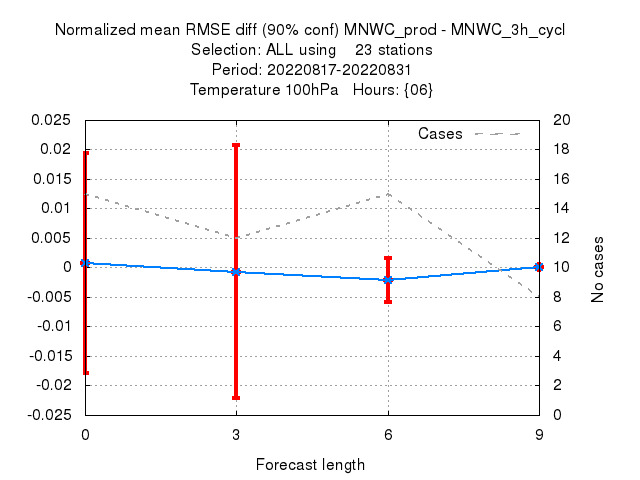 Normalized mean RMSE diff (90% conf) MNWC_prod - MNWC_3h_cycl
Selection: ALL using    23 stations
Period: 20220817-20220831
Temperature 100hPa   Hours: {06}
Cases
0.025
0.02
0.015
0.01
0.005
0
-0.005
-0.01
-0.015
-0.02
-0.025
20
18
16
14
12
10
8
6
4
2
0
No cases
0 3 6 9
Forecast length